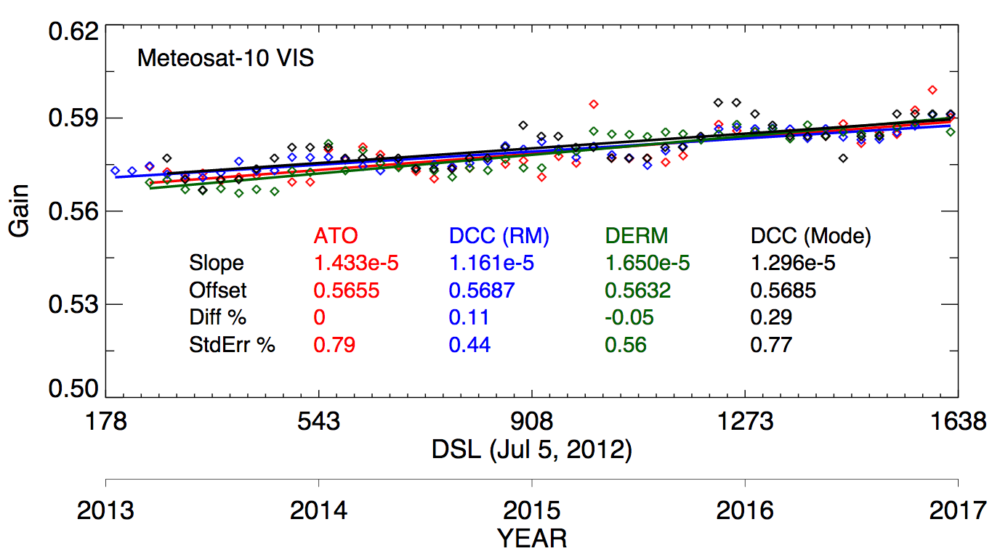 0.62
Meteosat-10 VIS
0.59
0.56
Gain
ATO DCC (RM) DERM DCC (Mode)
Slope 1.433e-5 1.161e-5 1.650e-5 1.296e-5
Offset 0.5655 0.5687 0.5632 0.5685
0.53
Diff % 0 0.11 -0.05 0.29
StdErr % 0.79 0.44 0.56 0.77
0.50
178 543 908 1273 1638
DSL (Jul 5, 2012)
2013 2014 2015 2016 2017
YEAR